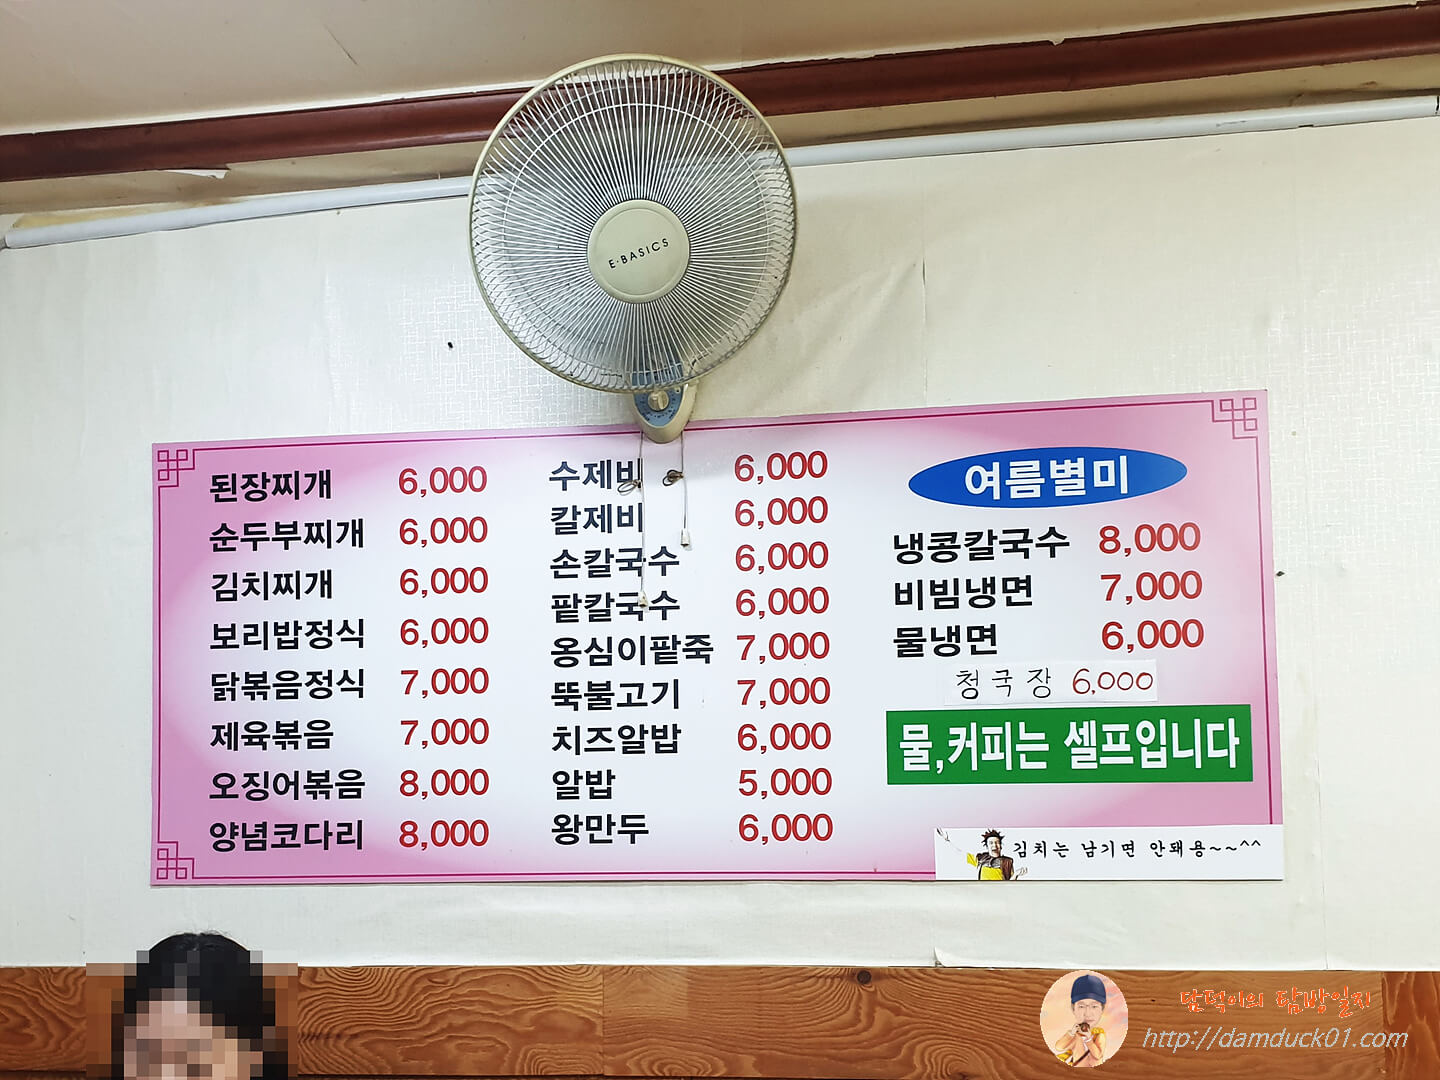 E·BASICS
된장찌개 6,000
순두부찌개 6,000
김치찌개 6,000
보리밥정식 6,000
닭볶음정식 7,000
제육볶음 7,000
오징어볶음 8,000
양념코다리 8,000
수제비 6,000
칼제비 6,000
손칼국수 6,000
팥칼국수 6,000
옹심이팥죽 7,000
뚝불고기 7,000
치즈알밥 6,000
알밥 5,000
왕만두 6,000
여름별미
냉콩칼국수 8,000
비빔냉면 7,000
물냉면 6,000
청국장 6,000
물,커피는 셀프입니다
김치는 남기면 안돼용~~^^
담덕이의 탐방일지
http://damduck01.com